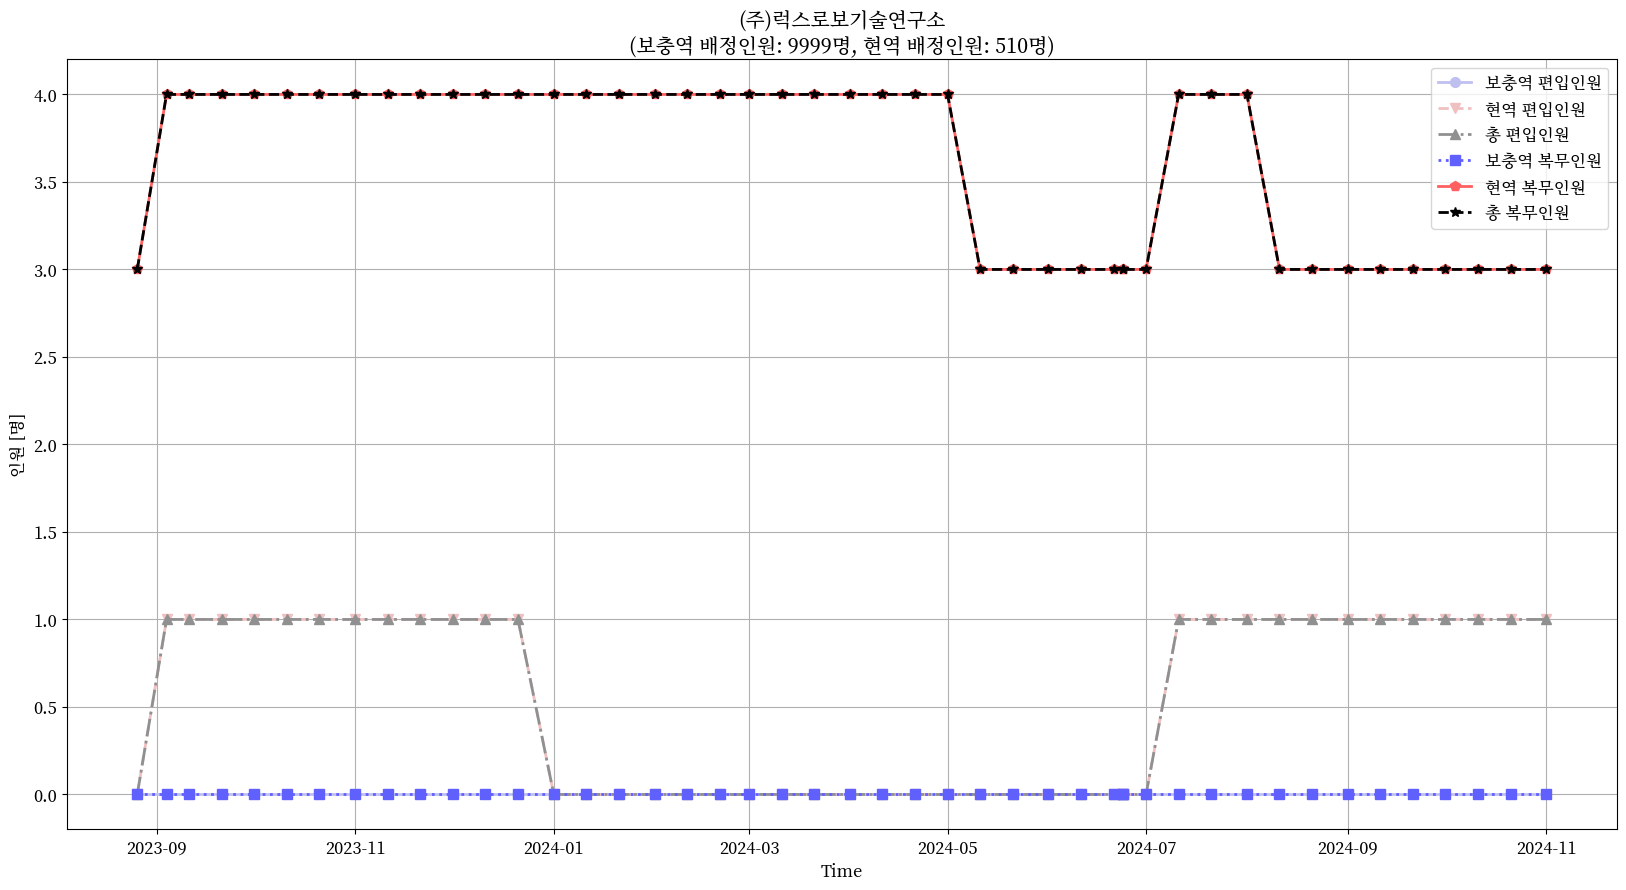 (주)럭스로보기술연구소
(보충역 배정인원: 9999명, 현역 배정인원: 510명)
보충역 편입인원
현역 편입인원
총 편입인원
보충역 복무인원
현역 복무인원
총 복무인원
인원 [명]
4.0
3.5
3.0
2.5
2.0
1.5
1.0
0.5
0.0
2023-09 2023-11 2024-01 2024-03 2024-05 2024-07 2024-09 2024-11
Time